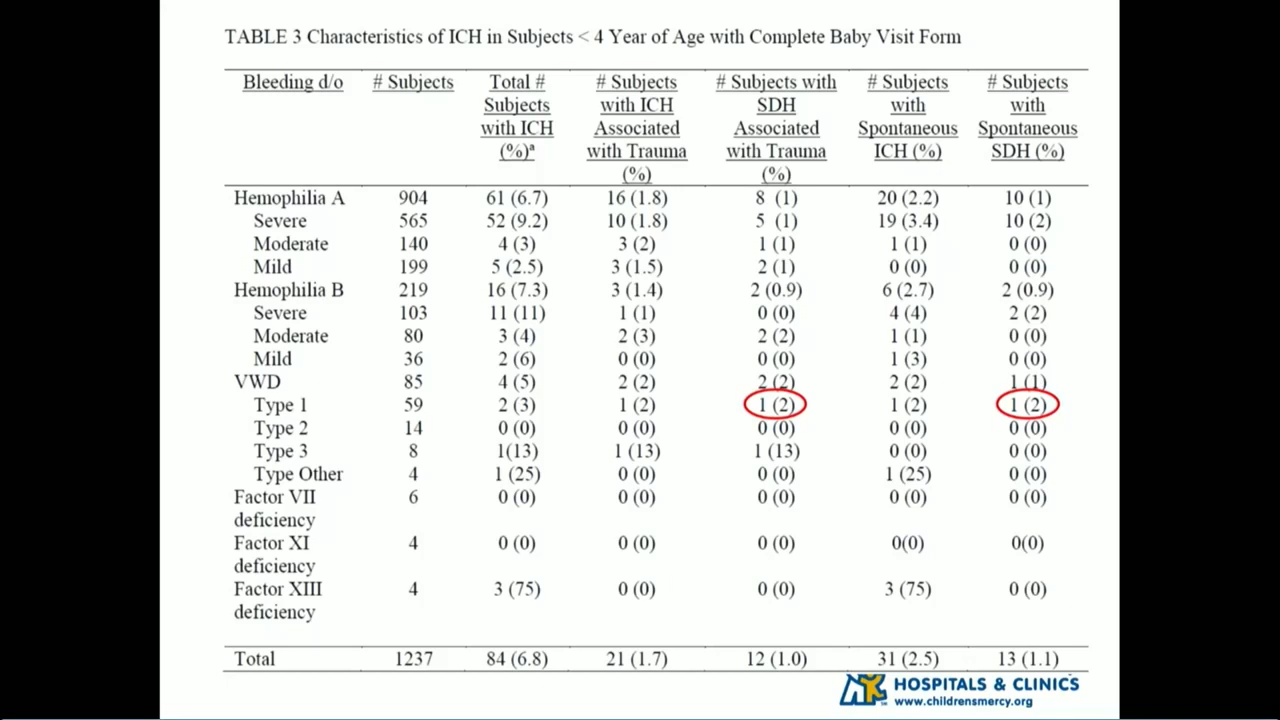 TABLE 3 Characteristics of ICH in Subjects < 4 Year of Age with Complete Baby Visit Form
Bleeding d/o # Subjects Total # # Subjects # Subjects with # Subjects # Subjects
Subjects with ICH SDH with with
with ICH Associated Associated Spontaneous Spontaneous
(%)ª with Trauma with Trauma ICH (%) SDH (%)
(%) (%)
Hemophilia A 904 61 (6.7) 16 (1.8) 8 (1) 20 (2.2) 10 (1)
Severe 565 52 (9.2) 10 (1.8) 5 (1) 19 (3.4) 10 (2)
Moderate 140 4 (3) 3 (2) 1 (1) 1 (1) 0 (0)
Mild 199 5 (2.5) 3 (1.5) 2 (1) 0 (0) 0 (0)
Hemophilia B 219 16 (7.3) 3 (1.4) 2 (0.9) 6 (2.7) 2 (0.9)
Severe 103 11 (11) 1 (1) 0 (0) 4 (4) 2 (2)
Moderate 80 3 (4) 2 (3) 2 (2) 1 (1) 0 (0)
Mild 36 2 (6) 0 (0) 0 (0) 1 (3) 0 (0)
VWD 85 4 (5) 2 (2) 2 (2) 2 (2) 1 (1)
Type 1 59 2 (3) 1 (2) 1 (2) 1 (2) 1 (2)
Type 2 14 0 (0) 0 (0) 0 (0) 0 (0) 0 (0)
Type 3 8 1(13) 1 (13) 1 (13) 0 (0) 0 (0)
Type Other 4 1 (25) 0 (0) 0 (0) 1 (25) 0 (0)
Factor VII 6 0 (0) 0 (0) 0 (0) 0 (0) 0 (0)
deficiency
Factor XI 4 0 (0) 0 (0) 0 (0) 0(0) 0(0)
deficiency
Factor XIII 4 3 (75) 0 (0) 0 (0) 3 (75) 0 (0)
deficiency
Total 1237 84 (6.8) 21 (1.7) 12 (1.0) 31 (2.5) 13 (1.1)
HOSPITALS & CLINICS
www.childrensmercy.org